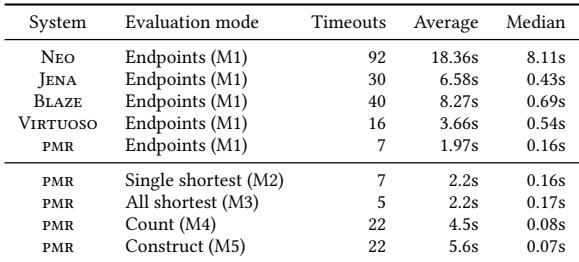 System Evaluation mode Timeouts Average Median
Neo Endpoints (M1) 92 18.36s 8.11s
Jena Endpoints (M1) 30 6.58s 0.43s
Blaze Endpoints (M1) 40 8.27s 0.69s
Virtuoso Endpoints (M1) 16 3.66s 0.54s
PMR Endpoints (M1) 7 1.97s 0.16s
PMR Single shortest (M2) 7 2.2s 0.16s
PMR All shortest (M3) 5 2.2s 0.17s
PMR Count (M4) 22 4.5s 0.08s
PMR Construct (M5) 22 5.6s 0.07s